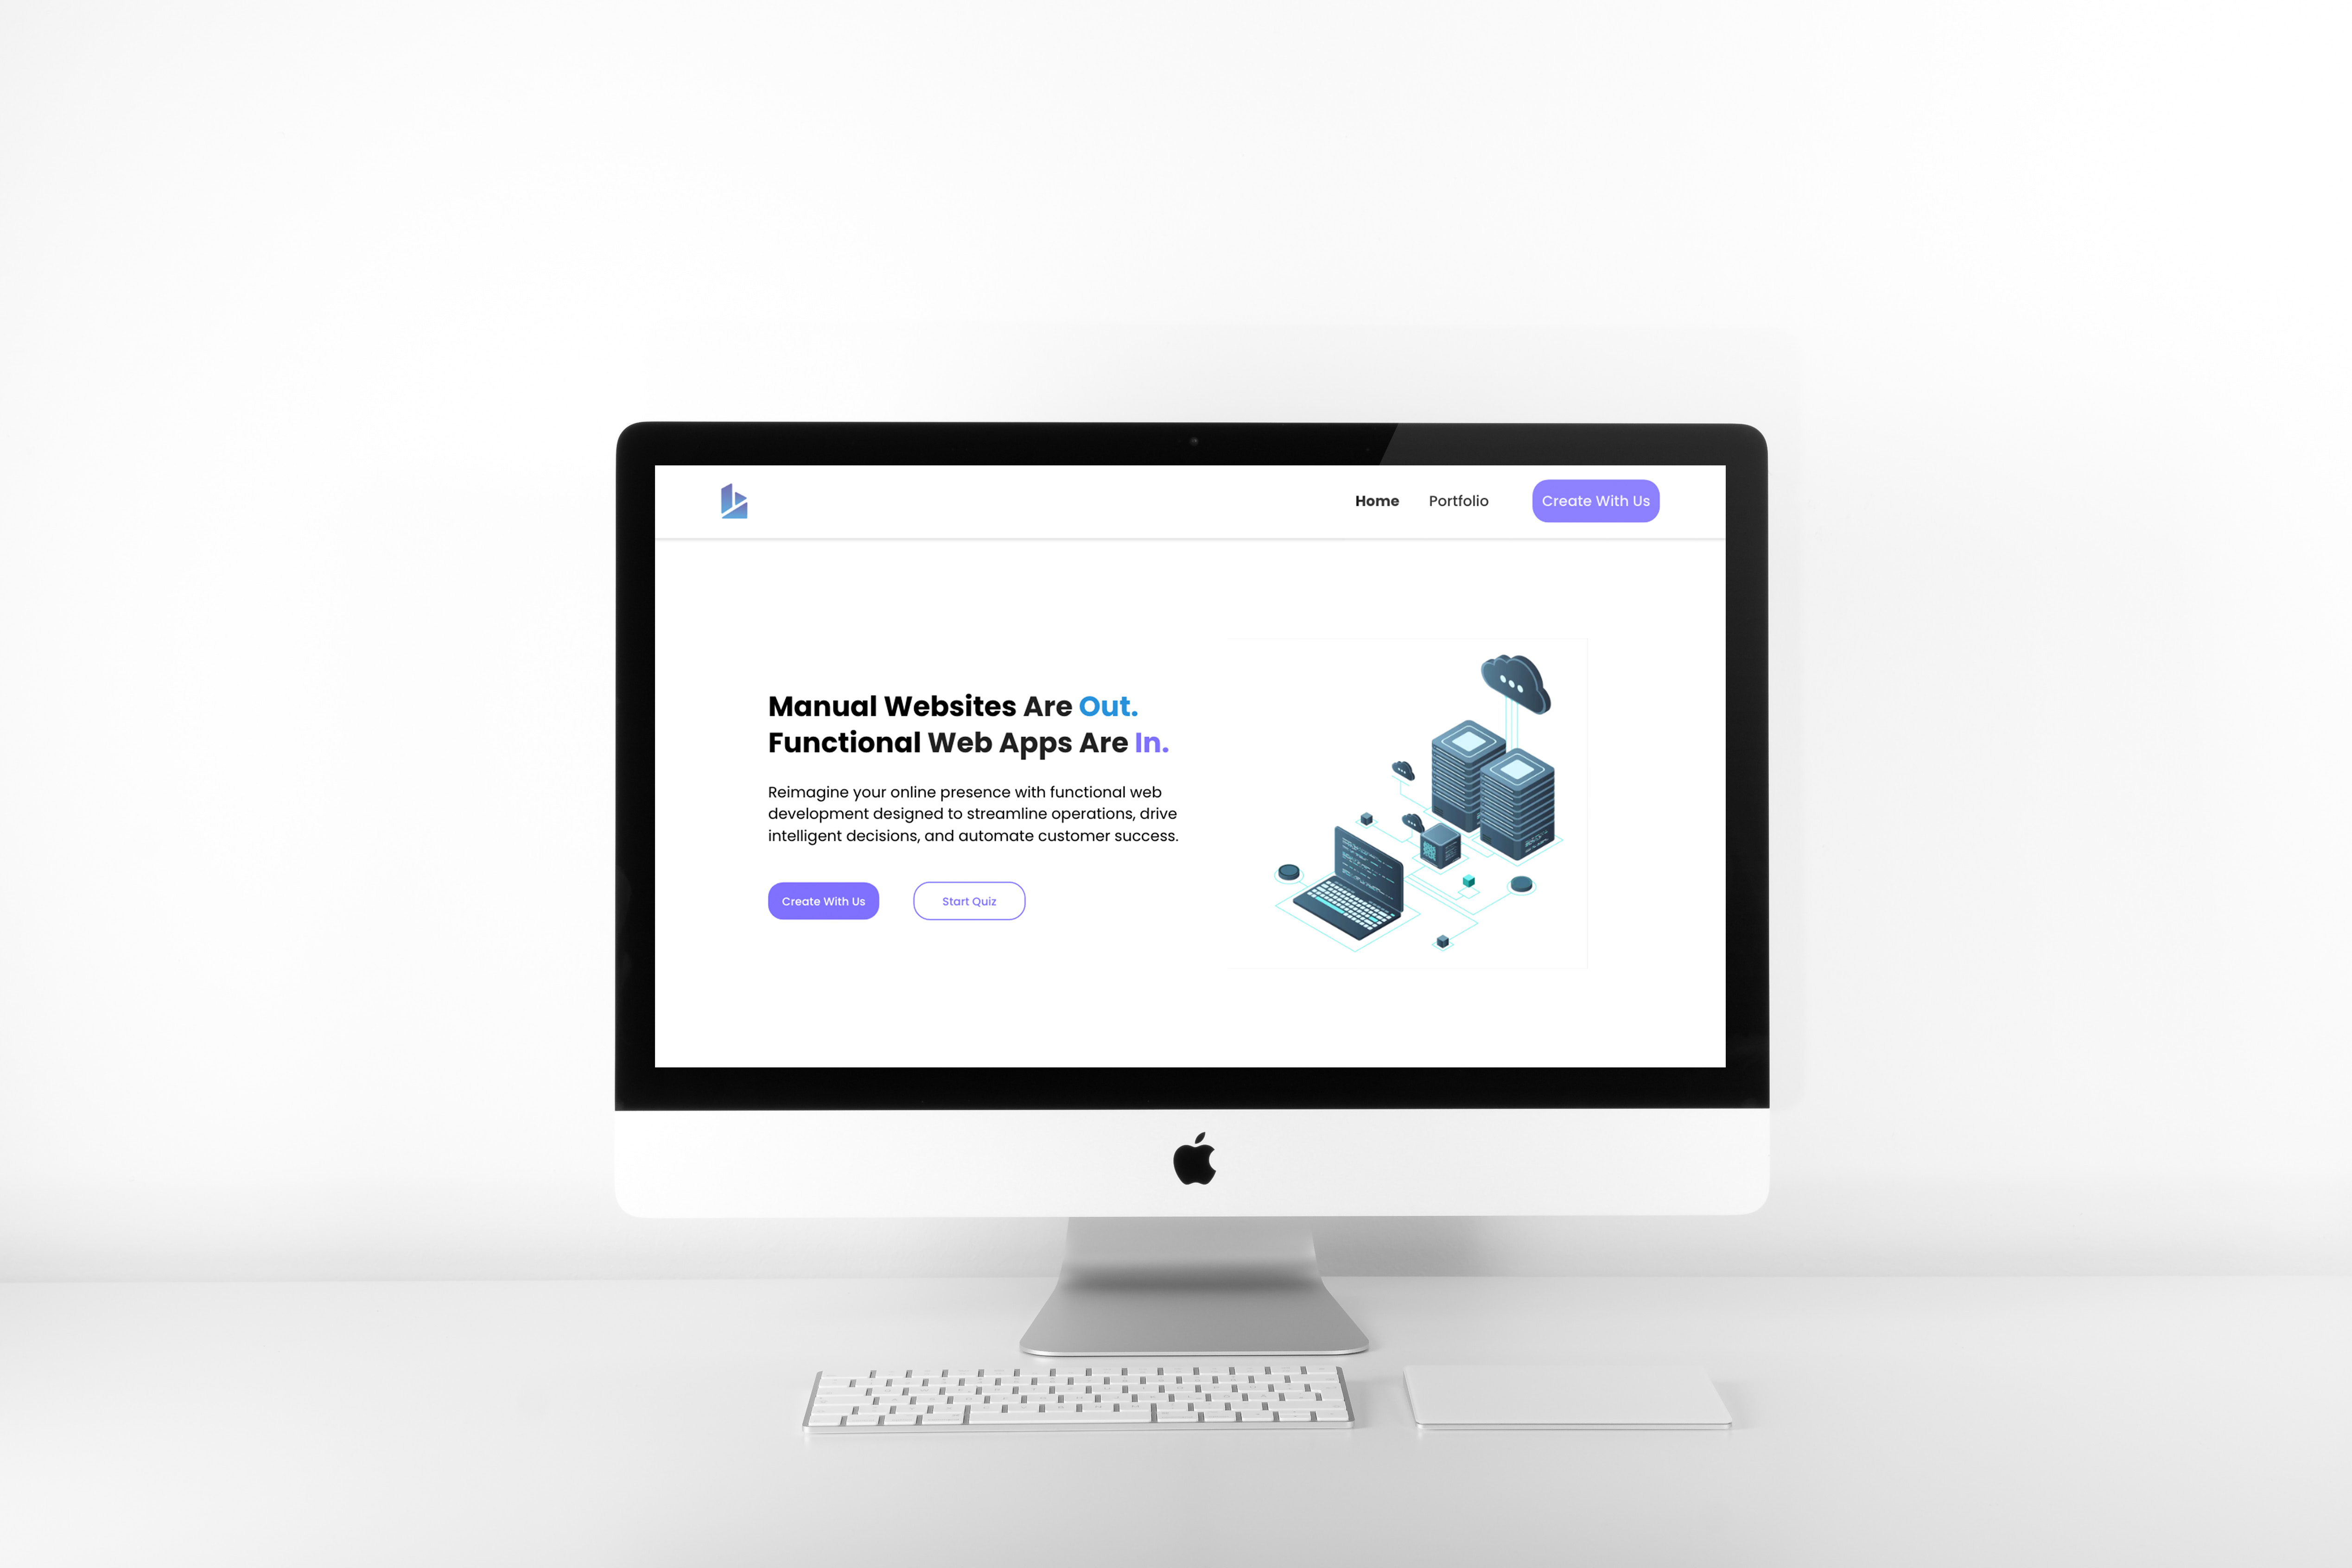 Home
Portfolio
Create With Us
Manual Websites Are Out.
Functional Web Apps Are In.
Reimagine your online presence with functional web
development designed to streamline operations, drive
intelligent decisions, and automate customer success.
Create With Us
Start Quiz